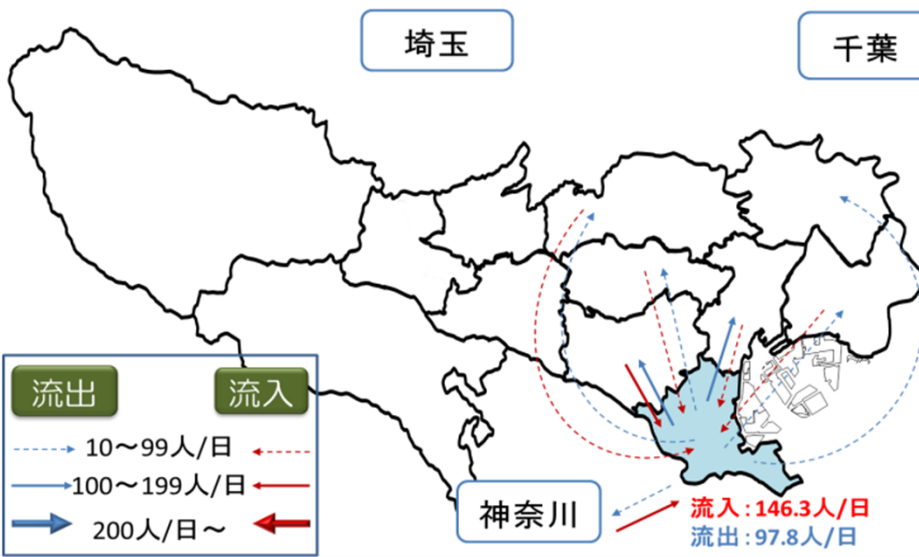 埼玉
千葉
流出
流入
10～99人/日
100～199人/日
200人/日～
神奈川
流入:146.3人/日
流出:97.8人/日